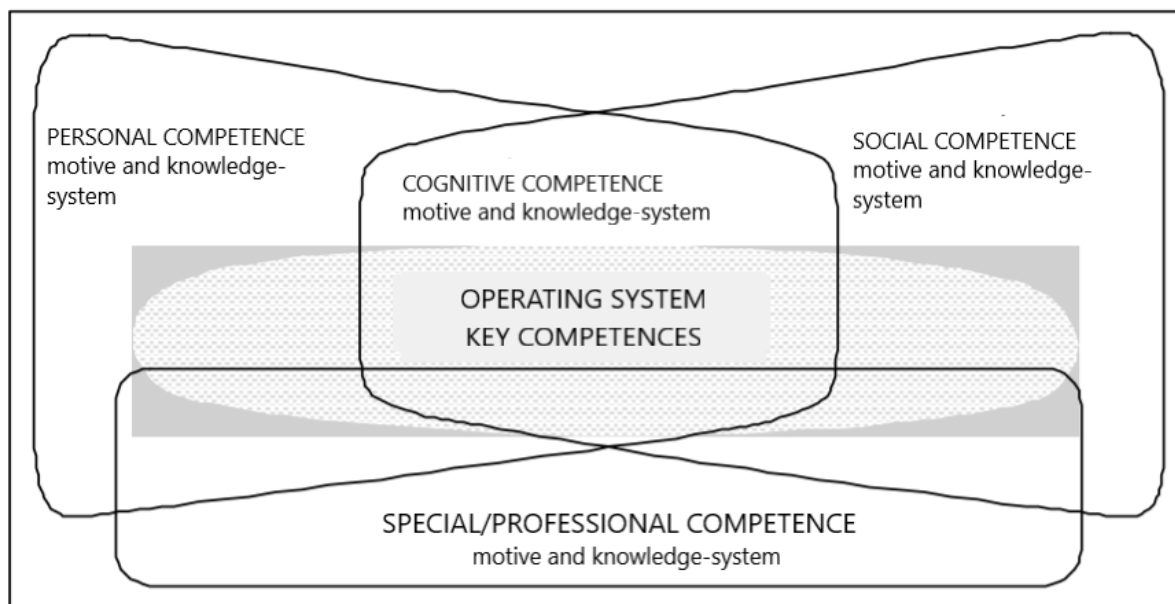 PERSONAL COMPETENCE
motive and knowledge-
system
SOCIAL COMPETENCE
motive and knowledge-
system
COGNITIVE COMPETENCE
motive and knowledge-system
OPERATING SYSTEM
KEY COMPETENCES
SPECIAL/PROFESSIONAL COMPETENCE
motive and knowledge-system